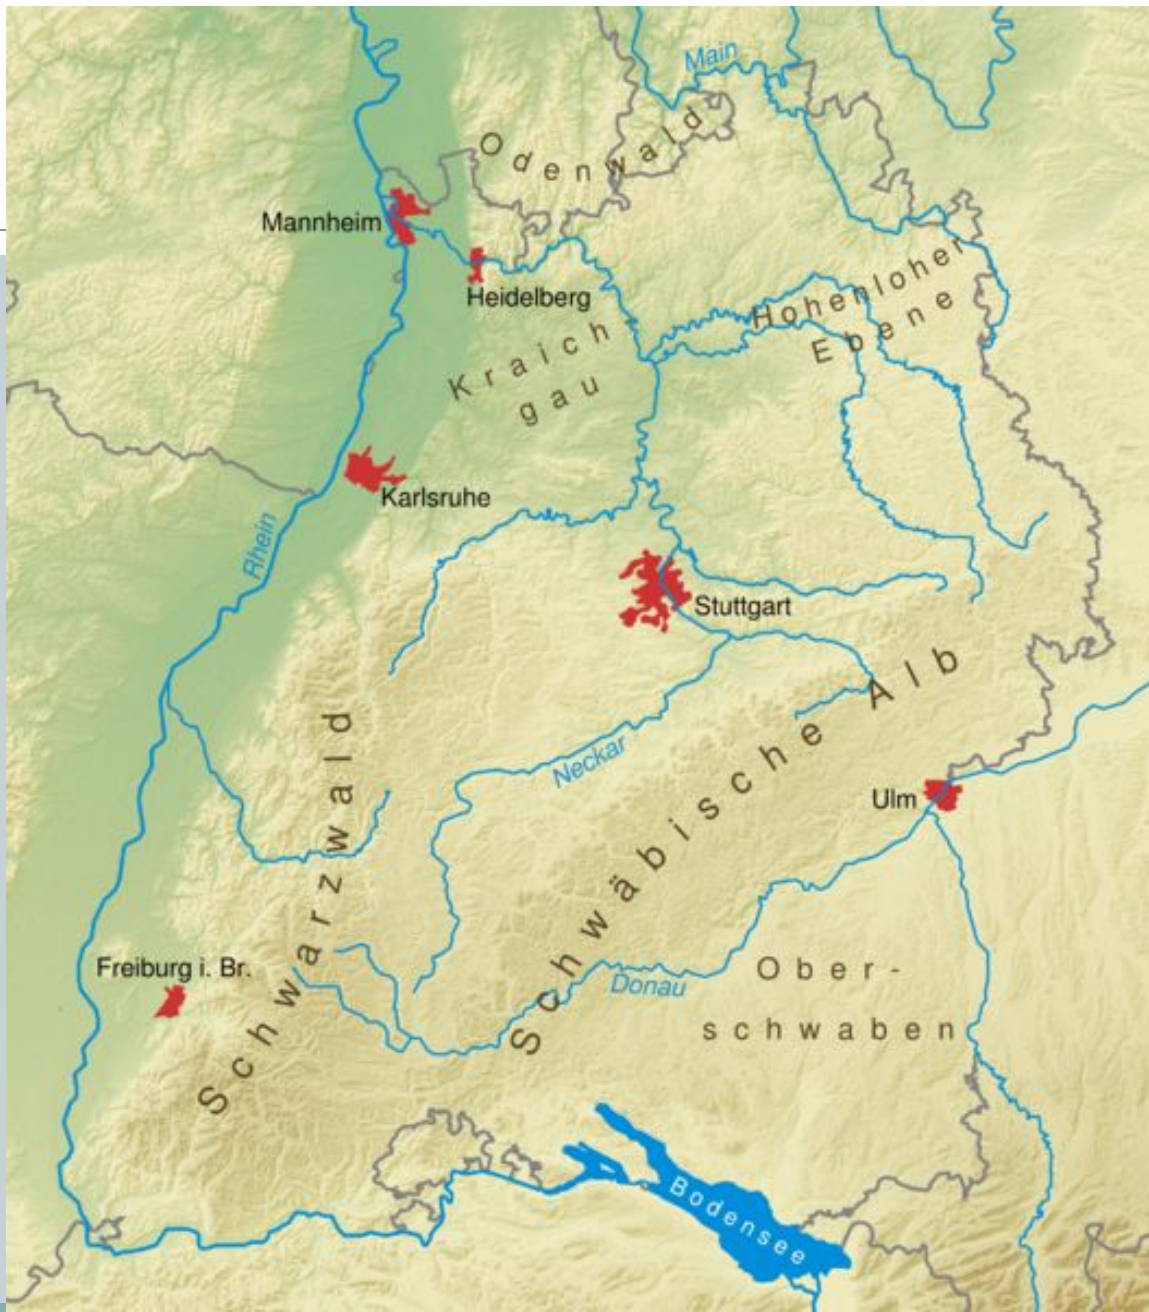 Main
Odenwald
Mannheim
Heidelberg
Hohenloher
Ebene
Kraich
gau
Karlsruhe
Rhein
Stuttgart
Schwäbische Alb
Schwarzwald
Neckar
Ulm
Freiburg i. Br.
Donau
Ober-
schwaben
Bodensee